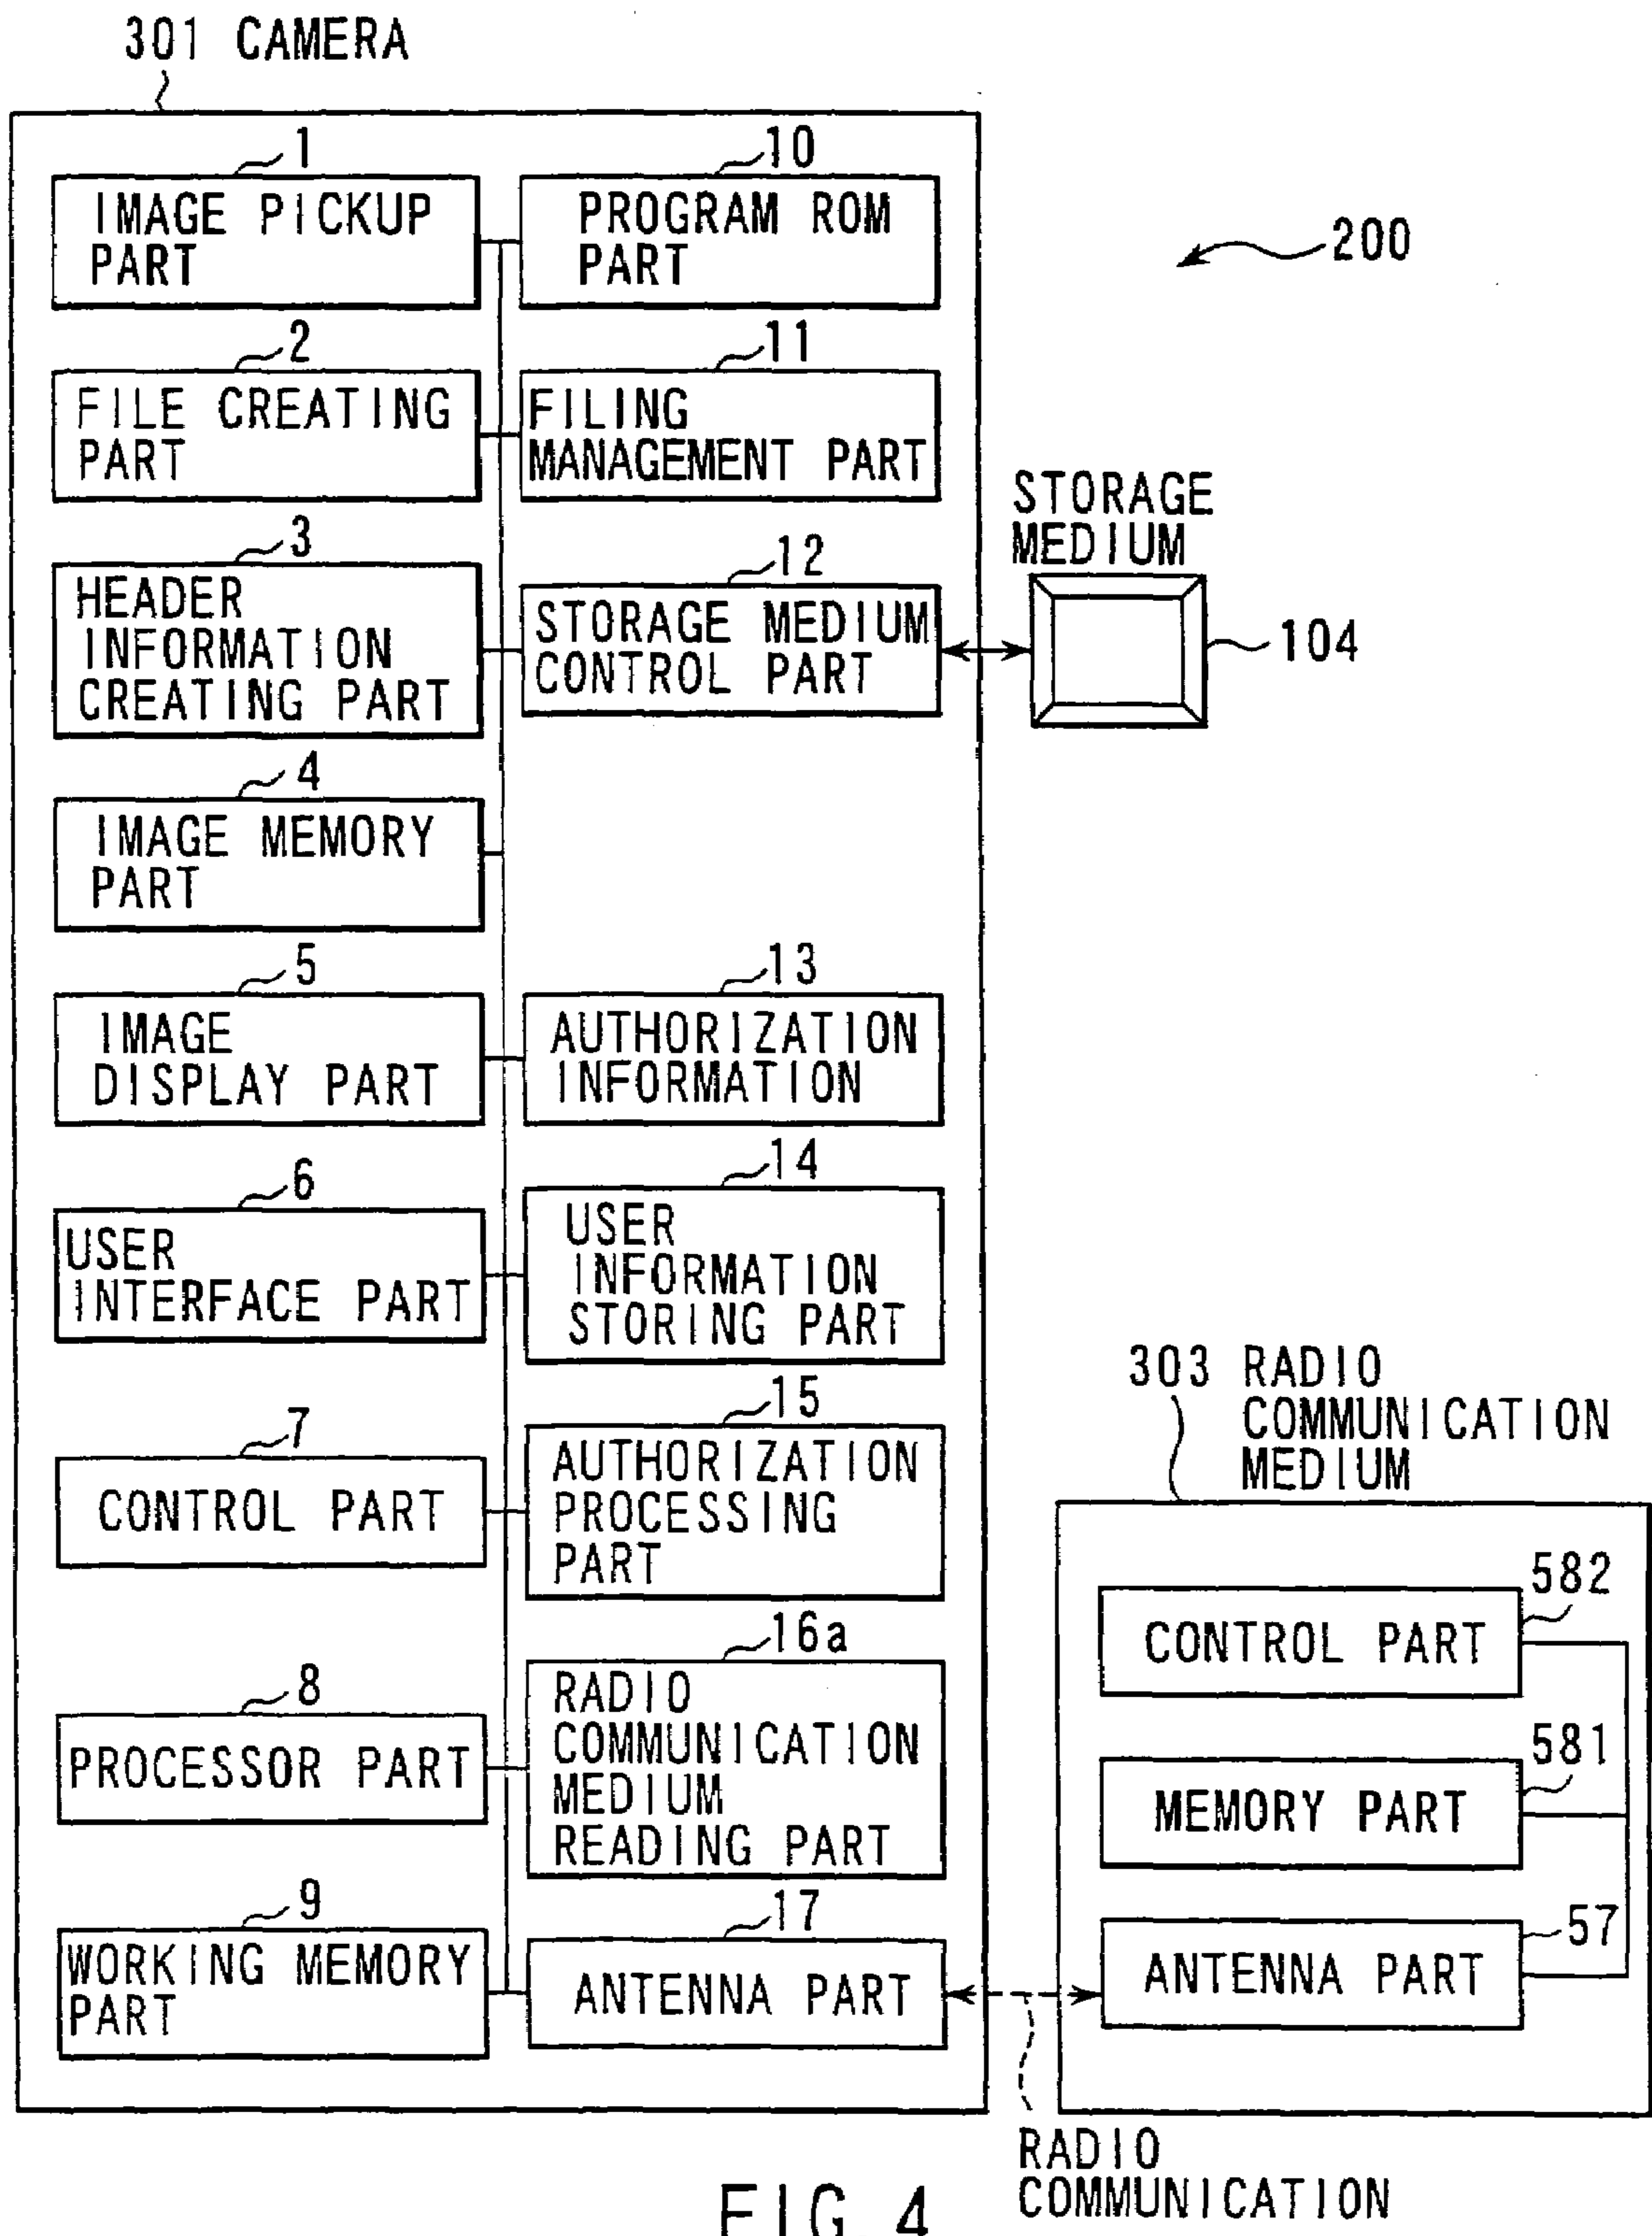 301 CAMERA
1
IMAGE PICKUP
PART
10
PROGRAM ROM
PART
200
2
FILE CREATING
PART
11
FILING
MANAGEMENT PART
STORAGE
MEDIUM
104
3
HEADER
INFORMATION
CREATING PART
12
STORAGE MEDIUM
CONTROL PART
4
IMAGE MEMORY
PART
5
IMAGE
DISPLAY PART
13
AUTHORIZATION
INFORMATION
6
USER
INTERFACE PART
14
USER
INFORMATION
STORING PART
7
CONTROL PART
15
AUTHORIZATION
PROCESSING
PART
8
PROCESSOR PART
16a
RADIO
COMMUNICATION
MEDIUM
READING PART
9
WORKING MEMORY
PART
17
ANTENNA PART
303 RADIO
COMMUNICATION
MEDIUM
582
CONTROL PART
581
MEMORY PART
57
ANTENNA PART
RADIO
COMMUNICATION
FIG. 4